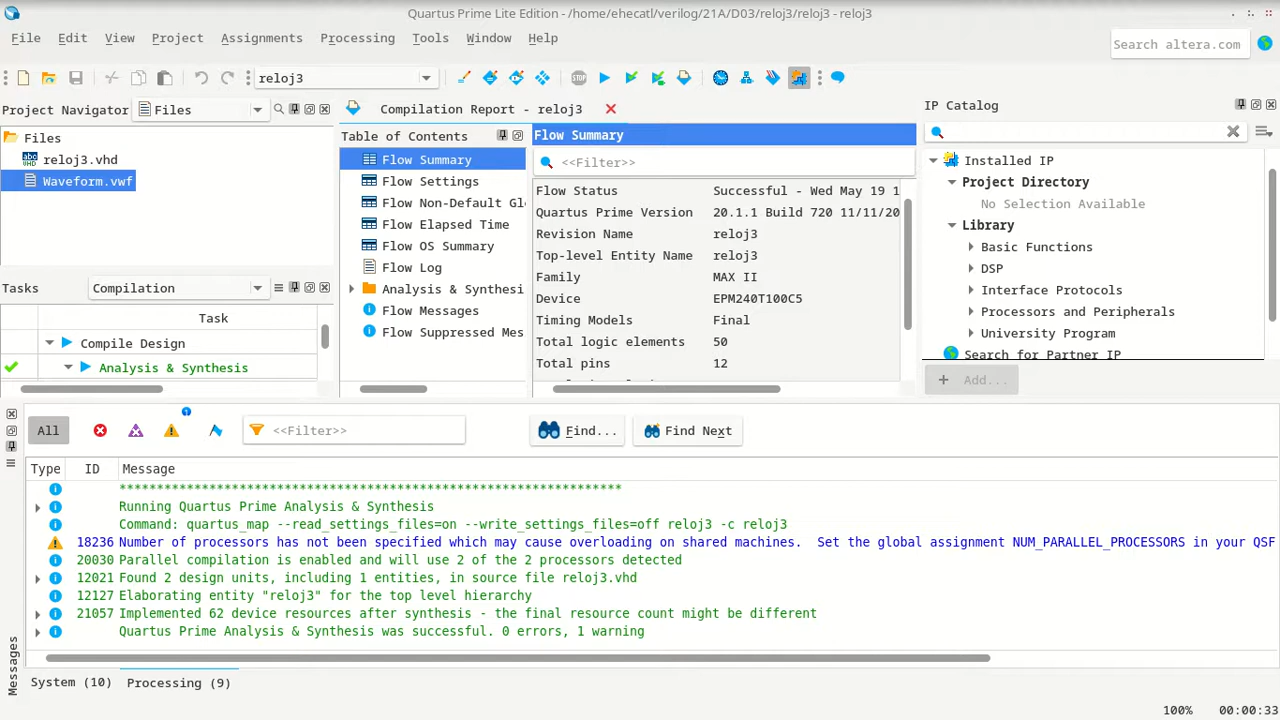 Quartus Prime Lite Edition - /home/ehecatl/verilog/21A/D03/reloj3/reloj3 - reloj3
File Edit View Project Assignments Processing Tools Window Help
Search altera.com
reloj3
Project Navigator
Files
Files
reloj3.vhd
Waveform.vwf
Tasks
Compilation
Task
Compile Design
Analysis & Synthesis
Compilation Report - reloj3
Table of Contents
Flow Summary
Flow Settings
Flow Non-Default Gl
Flow Elapsed Time
Flow OS Summary
Flow Log
Analysis & Synthesi
Flow Messages
Flow Suppressed Mes
Flow Summary
<<Filter>>
Flow Status Successful - Wed May 19 1
Quartus Prime Version 20.1.1 Build 720 11/11/20
Revision Name reloj3
Top-level Entity Name reloj3
Family MAX II
Device EPM240T100C5
Timing Models Final
Total logic elements 50
Total pins 12
IP Catalog
Installed IP
Project Directory
No Selection Available
Library
Basic Functions
DSP
Interface Protocols
Processors and Peripherals
University Program
Search for Partner IP
+ Add...
All
<<Filter>>
Find...
Find Next
Type ID Message
*******************************************************************
Running Quartus Prime Analysis & Synthesis
Command: quartus_map --read_settings_files=on --write_settings_files=off reloj3 -c reloj3
18236 Number of processors has not been specified which may cause overloading on shared machines.  Set the global assignment NUM_PARALLEL_PROCESSORS in your QSF
20030 Parallel compilation is enabled and will use 2 of the 2 processors detected
12021 Found 2 design units, including 1 entities, in source file reloj3.vhd
12127 Elaborating entity "reloj3" for the top level hierarchy
21057 Implemented 62 device resources after synthesis - the final resource count might be different
Quartus Prime Analysis & Synthesis was successful. 0 errors, 1 warning
Messages
System (10)
Processing (9)
100% 00:00:33